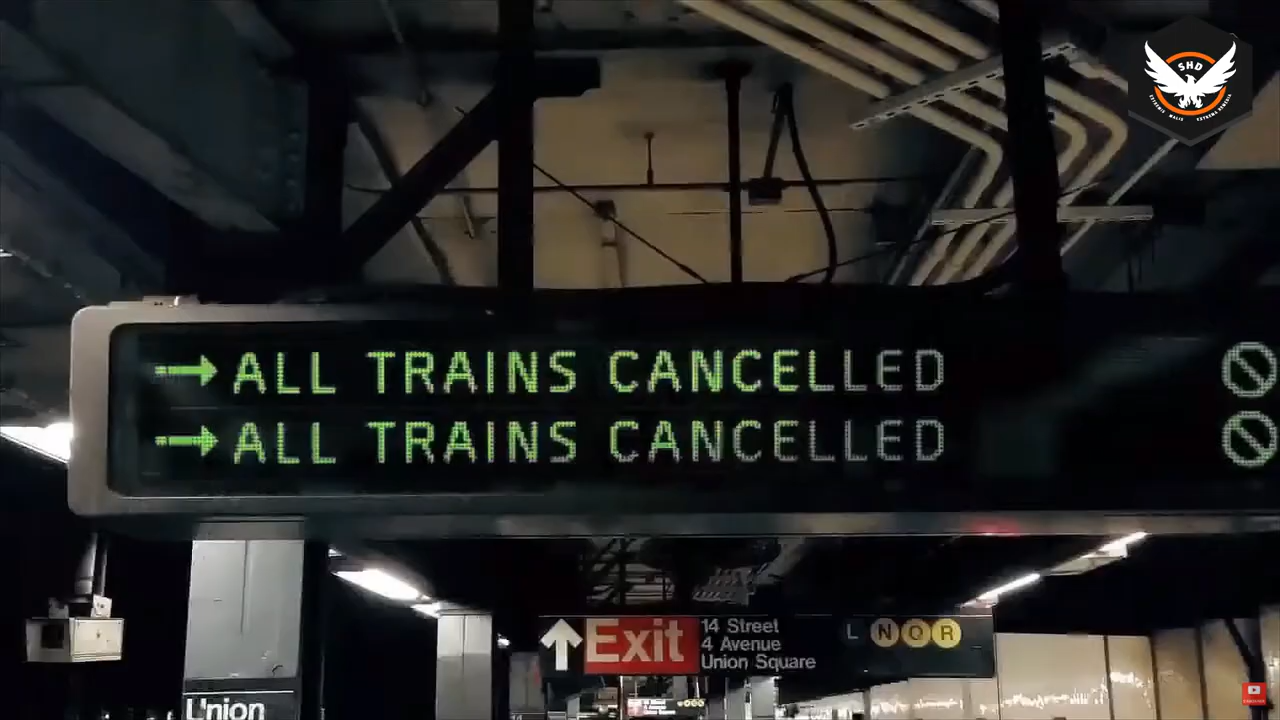 SHD
ALL TRAINS CANCELLED
ALL TRAINS CANCELLED
Exit
14 Street
4 Avenue
Union Square
L N Q R
Union